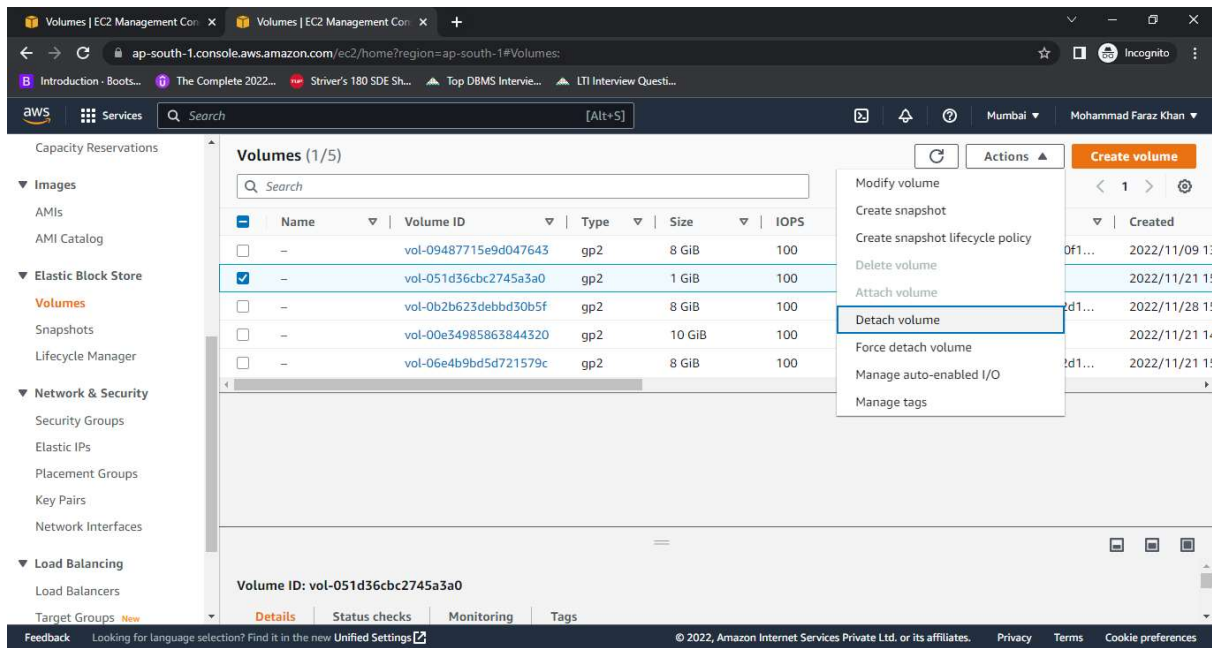 Volumes | EC2 Management Con
Volumes | EC2 Management Con
ap-south-1.console.aws.amazon.com/ec2/home?region=ap-south-1#Volumes:
Incognito
B Introduction - Boots...
The Complete 2022...
Striver's 180 SDE Sh...
Top DBMS Intervie...
LTI Interview Questi...
aws
Services
Search
[Alt+S]
Mumbai
Mohammad Faraz Khan
Capacity Reservations
Images
AMIs
AMI Catalog
Elastic Block Store
Volumes
Snapshots
Lifecycle Manager
Network & Security
Security Groups
Elastic IPs
Placement Groups
Key Pairs
Network Interfaces
Load Balancing
Load Balancers
Target Groups New
Volumes (1/5)
Actions
Create volume
Search
1
Name Volume ID Type Size IOPS Created
– vol-09487715e9d047643 gp2 8 GiB 100 0f1... 2022/11/09 13
– vol-051d36cbc2745a3a0 gp2 1 GiB 100 2022/11/21 15
– vol-0b2b623debbd30b5f gp2 8 GiB 100 2d1... 2022/11/28 15
– vol-00e34985863844320 gp2 10 GiB 100 2022/11/21 14
– vol-06e4b9bd5d721579c gp2 8 GiB 100 2d1... 2022/11/21 15
Modify volume
Create snapshot
Create snapshot lifecycle policy
Delete volume
Attach volume
Detach volume
Force detach volume
Manage auto-enabled I/O
Manage tags
Volume ID: vol-051d36cbc2745a3a0
Details
Status checks
Monitoring
Tags
Feedback
Looking for language selection? Find it in the new Unified Settings
© 2022, Amazon Internet Services Private Ltd. or its affiliates.
Privacy
Terms
Cookie preferences